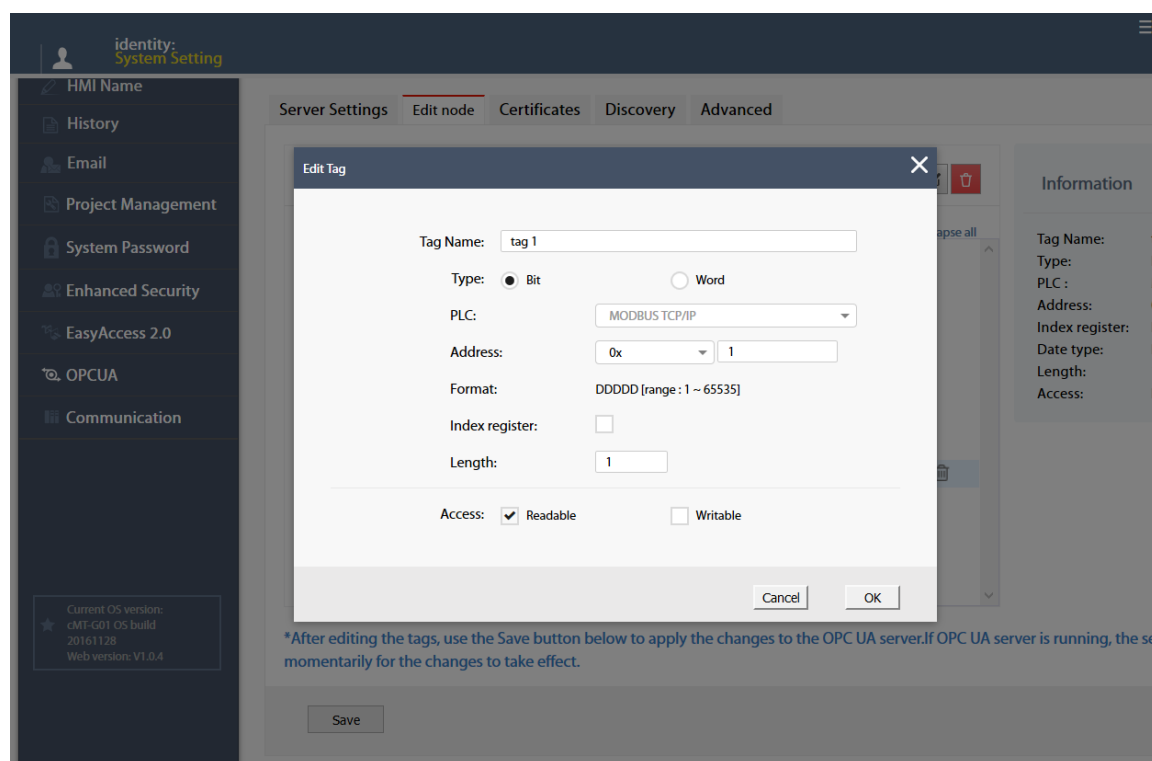 identity:
System Setting
HMI Name
History
Email
Project Management
System Password
Enhanced Security
EasyAccess 2.0
OPCUA
Communication
Current OS version:
cMT-G01 OS build
20161128
Web version: V1.0.4
Server Settings Edit node Certificates Discovery Advanced
Edit Tag
Tag Name: tag 1
Type: Bit Word
PLC: MODBUS TCP/IP
Address: 0x 1
Format: DDDDD [range : 1 ~ 65535]
Index register:
Length: 1
Access: Readable Writable
Cancel OK
apse all
Information
Tag Name:
Type:
PLC :
Address:
Index register:
Date type:
Length:
Access:
*After editing the tags, use the Save button below to apply the changes to the OPC UA server.If OPC UA server is running, the se
momentarily for the changes to take effect.
Save